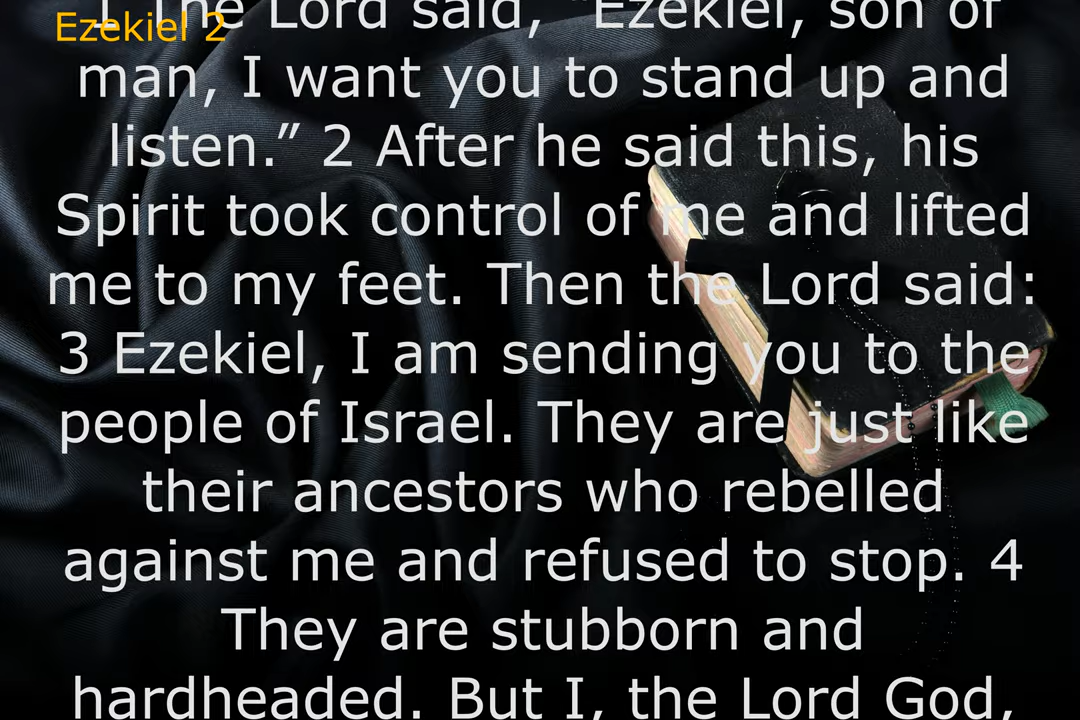 Ezekiel 2
1 The Lord said, “Ezekiel, son of
man, I want you to stand up and
listen.” 2 After he said this, his
Spirit took control of me and lifted
me to my feet. Then the Lord said:
3 Ezekiel, I am sending you to the
people of Israel. They are just like
their ancestors who rebelled
against me and refused to stop. 4
They are stubborn and
hardheaded. But I, the Lord God,